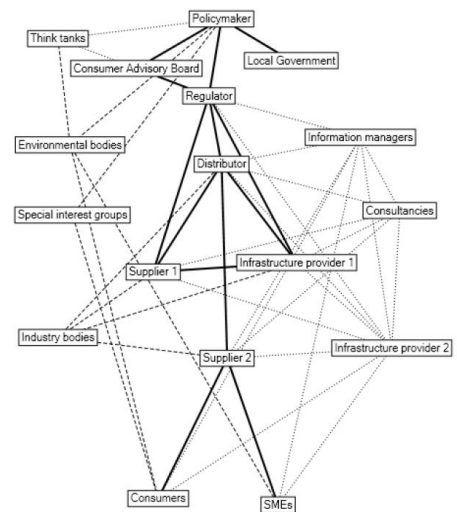 Policymaker
Think tanks
Local Government
Consumer Advisory Board
Regulator
Information managers
Environmental bodies
Distributor
Consultancies
Special interest groups
Infrastructure provider 1
Supplier 1
Industry bodies
Infrastructure provider 2
Supplier 2
Consumers
SMEs